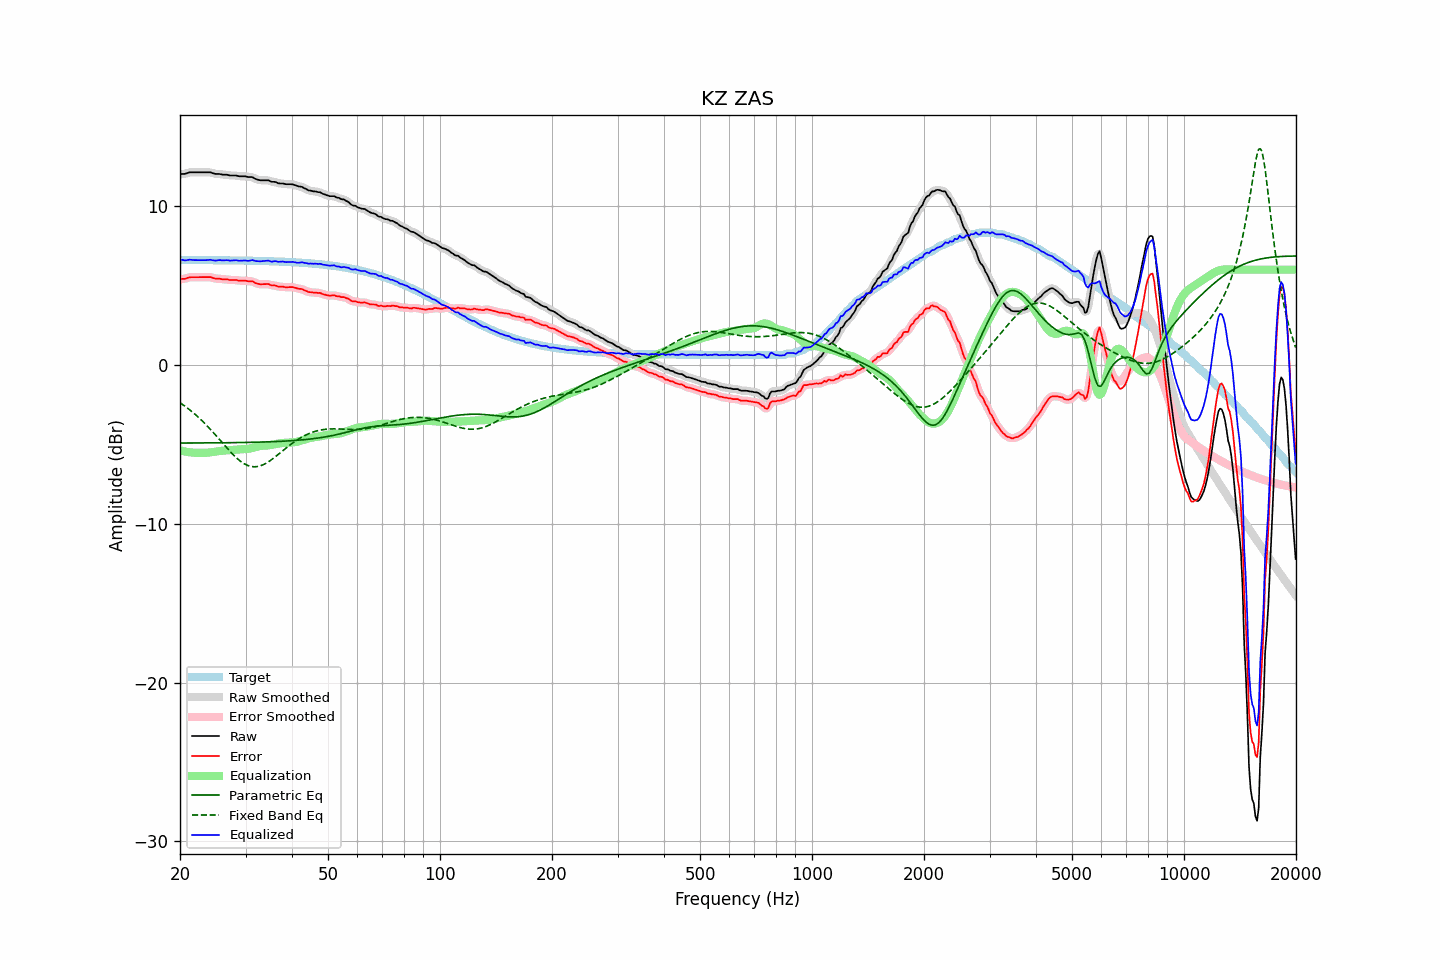 KZ ZAS
Amplitude (dBr)
10
0
−10
−20
−30
Target
Raw Smoothed
Error Smoothed
Raw
Error
Equalization
Parametric Eq
Fixed Band Eq
Equalized
20 50 100 200 500 1000 2000 5000 10000 20000
Frequency (Hz)